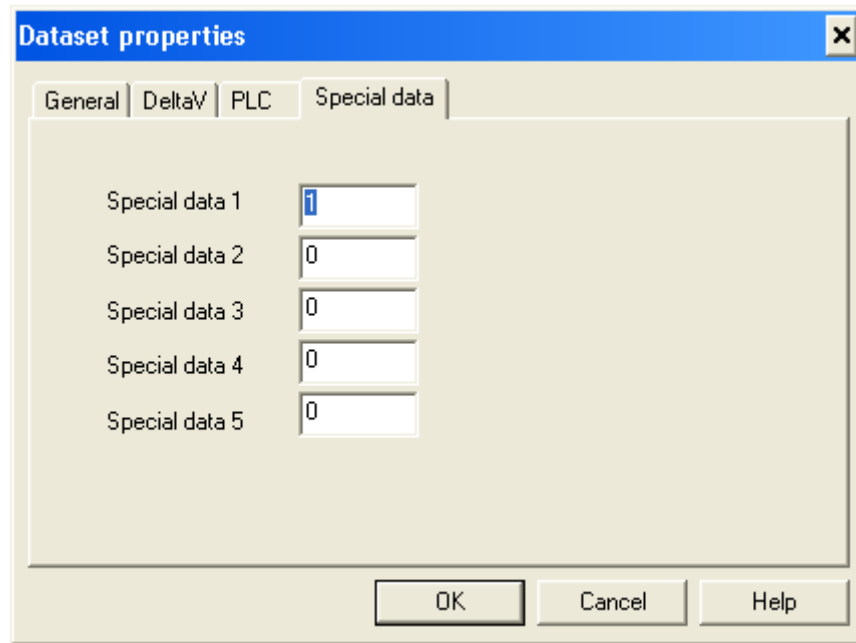 Dataset properties
General DeltaV PLC Special data
Special data 1 1
Special data 2 0
Special data 3 0
Special data 4 0
Special data 5 0
OK Cancel Help